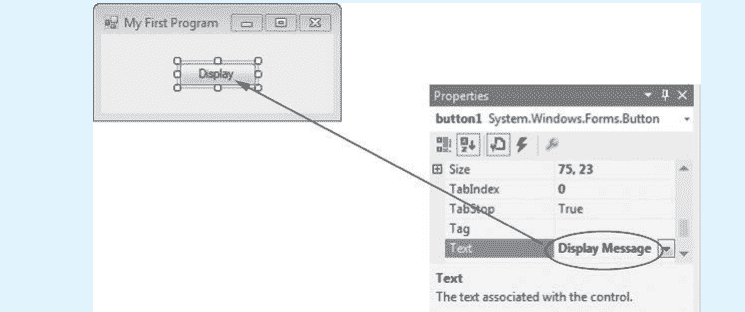 My First Program
Display
Properties
button1 System.Windows.Forms.Button
Size 75, 23
TabIndex 0
TabStop True
Tag
Text Display Message
Text
The text associated with the control.